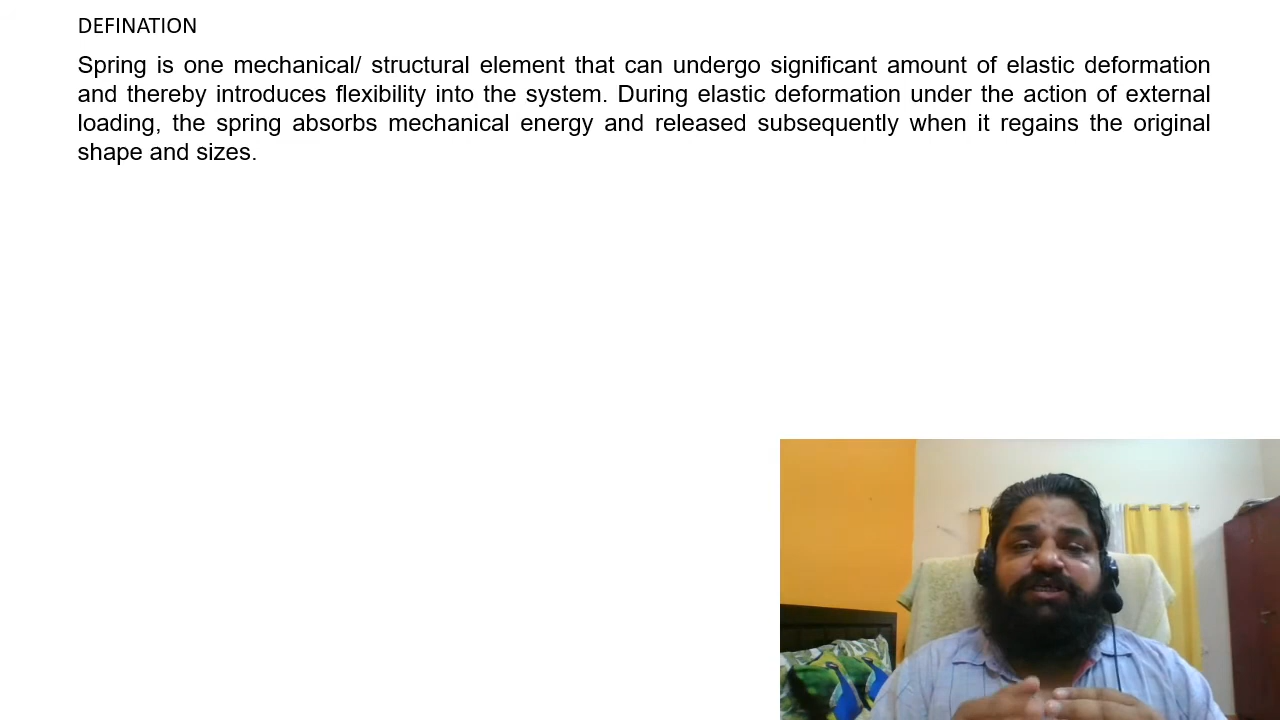 DEFINATION
Spring is one mechanical/ structural element that can undergo significant amount of elastic deformation
and thereby introduces flexibility into the system. During elastic deformation under the action of external
loading, the spring absorbs mechanical energy and released subsequently when it regains the original
shape and sizes.